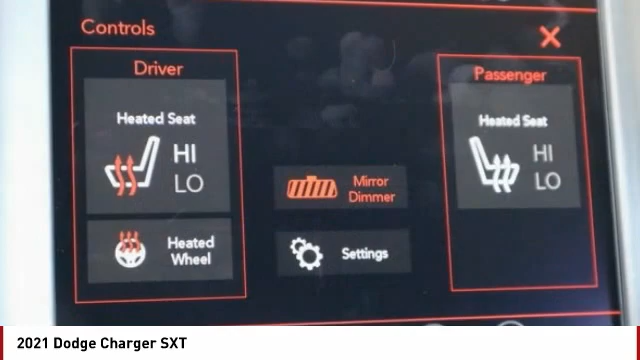 Controls
Driver
Heated Seat
HI
LO
Heated
Wheel
Mirror
Dimmer
Settings
Passenger
Heated Seat
HI
LO
2021 Dodge Charger SXT